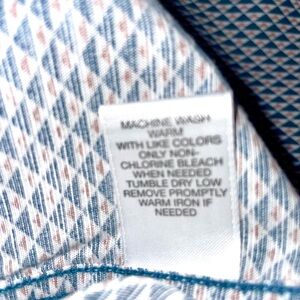 MACHINE WASH
WARM
WITH LIKE COLORS
ONLY NON-
CHLORINE BLEACH
WHEN NEEDED
TUMBLE DRY LOW
REMOVE PROMPTLY
WARM IRON IF
NEEDED